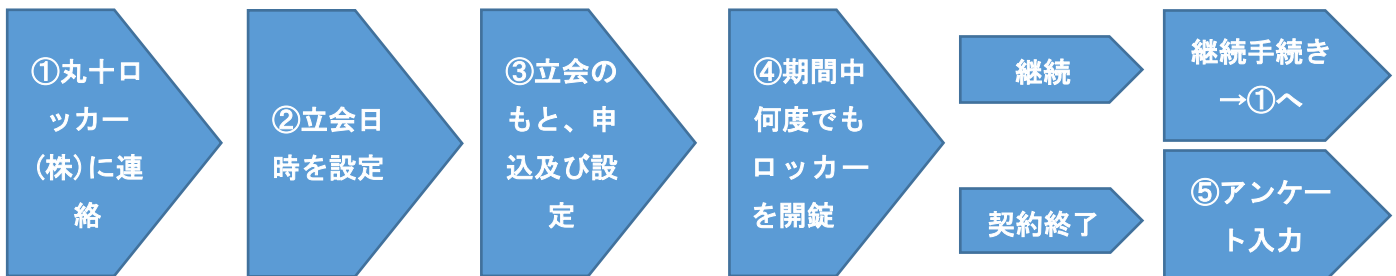 ①丸十ロ
ッカー
(株)に連
絡
②立会日
時を設定
③立会の
もと、申
込及び設
定
④期間中
何度でも
ロッカー
を開錠
継続
契約終了
継続手続き
→①へ
⑤アンケー
ト入力